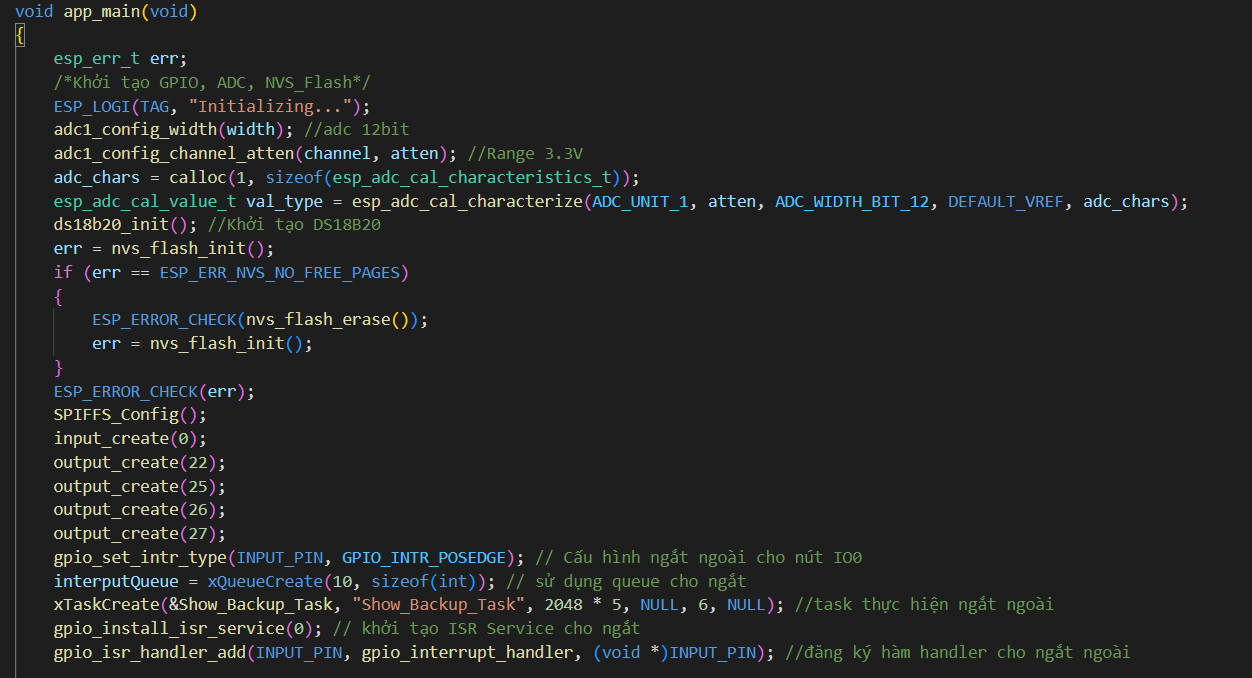 void app_main(void)
{
    esp_err_t err;
    /*Khởi tạo GPIO, ADC, NVS_Flash*/
    ESP_LOGI(TAG, "Initializing...");
    adc1_config_width(width); //adc 12bit
    adc1_config_channel_atten(channel, atten); //Range 3.3V
    adc_chars = calloc(1, sizeof(esp_adc_cal_characteristics_t));
    esp_adc_cal_value_t val_type = esp_adc_cal_characterize(ADC_UNIT_1, atten, ADC_WIDTH_BIT_12, DEFAULT_VREF, adc_chars);
    ds18b20_init(); //Khởi tạo DS18B20
    err = nvs_flash_init();
    if (err == ESP_ERR_NVS_NO_FREE_PAGES)
    {
        ESP_ERROR_CHECK(nvs_flash_erase());
        err = nvs_flash_init();
    }
    ESP_ERROR_CHECK(err);
    SPIFFS_Config();
    input_create(0);
    output_create(22);
    output_create(25);
    output_create(26);
    output_create(27);
    gpio_set_intr_type(INPUT_PIN, GPIO_INTR_POSEDGE); // Cấu hình ngắt ngoài cho nút IO0
    interputQueue = xQueueCreate(10, sizeof(int)); // sử dụng queue cho ngắt
    xTaskCreate(&Show_Backup_Task, "Show_Backup_Task", 2048 * 5, NULL, 6, NULL); //task thực hiện ngắt ngoài
    gpio_install_isr_service(0); // khởi tạo ISR Service cho ngắt
    gpio_isr_handler_add(INPUT_PIN, gpio_interrupt_handler, (void *)INPUT_PIN); //đăng ký hàm handler cho ngắt ngoài